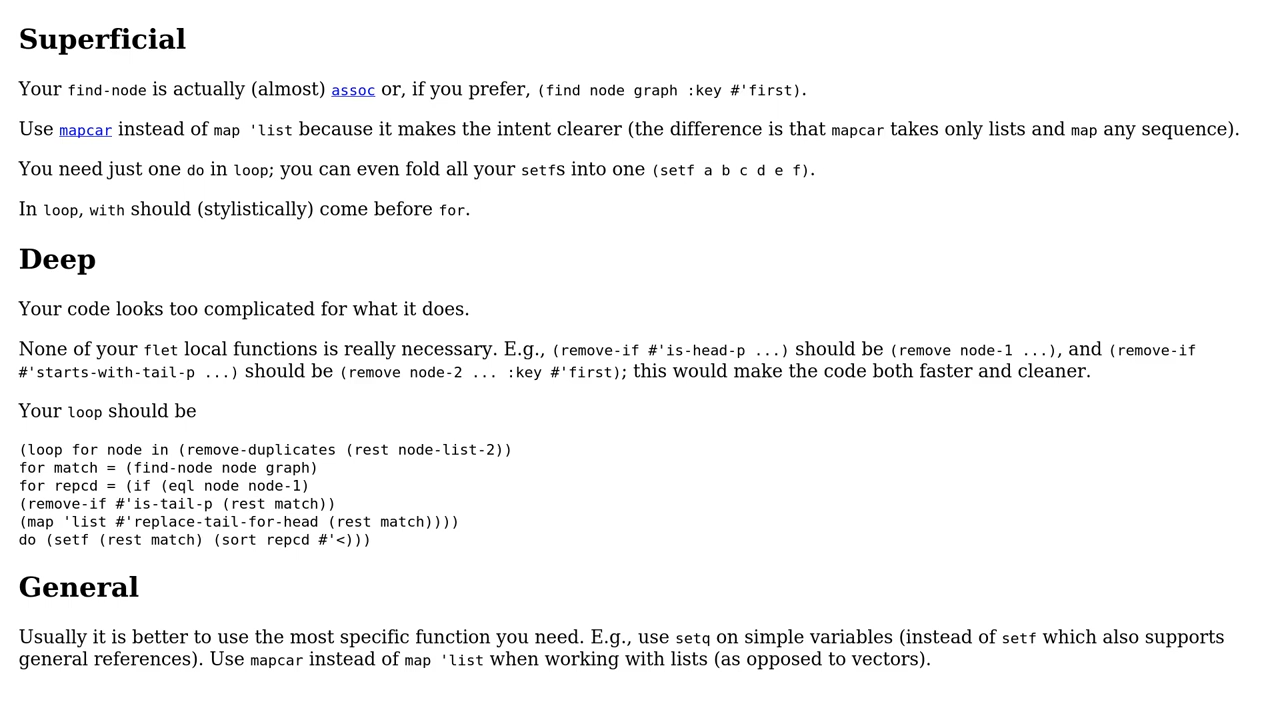 Superficial
Your find-node is actually (almost) assoc or, if you prefer, (find node graph :key #'first).
Use mapcar instead of map 'list because it makes the intent clearer (the difference is that mapcar takes only lists and map any sequence).
You need just one do in loop; you can even fold all your setfs into one (setf a b c d e f).
In loop, with should (stylistically) come before for.
Deep
Your code looks too complicated for what it does.
None of your flet local functions is really necessary. E.g., (remove-if #'is-head-p ...) should be (remove node-1 ...), and (remove-if
#'starts-with-tail-p ...) should be (remove node-2 ... :key #'first); this would make the code both faster and cleaner.
Your loop should be
(loop for node in (remove-duplicates (rest node-list-2))
for match = (find-node node graph)
for repcd = (if (eql node node-1)
(remove-if #'is-tail-p (rest match))
(map 'list #'replace-tail-for-head (rest match))))
do (setf (rest match) (sort repcd #'<)))
General
Usually it is better to use the most specific function you need. E.g., use setq on simple variables (instead of setf which also supports
general references). Use mapcar instead of map 'list when working with lists (as opposed to vectors).